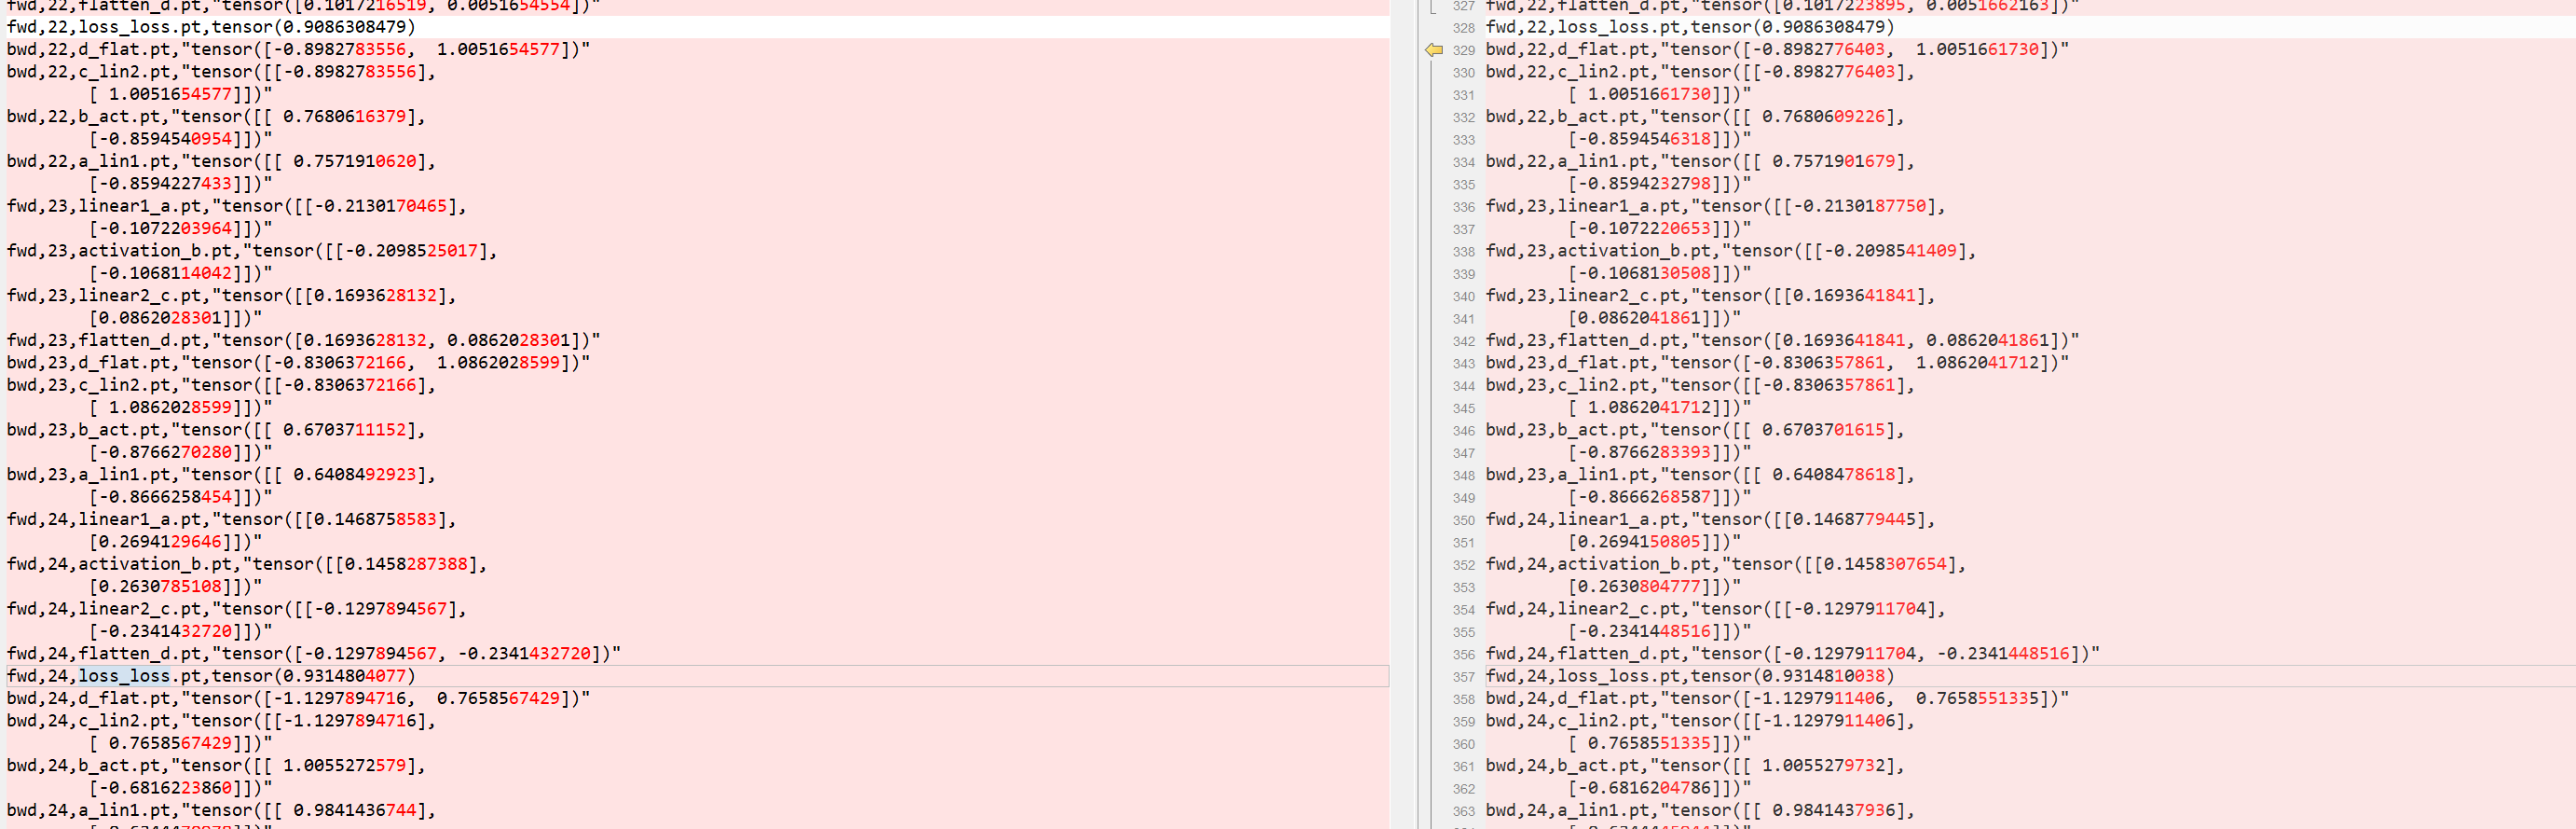 fwd,22,flatten_d.pt,"tensor([0.1017216519, 0.0051654554])"
fwd,22,loss_loss.pt,tensor(0.9086308479)
bwd,22,d_flat.pt,"tensor([-0.8982783556,  1.0051654577])"
bwd,22,c_lin2.pt,"tensor([[-0.8982783556],
        [ 1.0051654577]])"
bwd,22,b_act.pt,"tensor([[ 0.7680616379],
        [-0.8594540954]])"
bwd,22,a_lin1.pt,"tensor([[ 0.7571910620],
        [-0.8594227433]])"
fwd,23,linear1_a.pt,"tensor([[-0.2130170465],
        [-0.1072203964]])"
fwd,23,activation_b.pt,"tensor([[-0.2098525017],
        [-0.1068114042]])"
fwd,23,linear2_c.pt,"tensor([[0.1693628132],
        [0.0862028301]])"
fwd,23,flatten_d.pt,"tensor([0.1693628132, 0.0862028301])"
bwd,23,d_flat.pt,"tensor([-0.8306372166,  1.0862028599])"
bwd,23,c_lin2.pt,"tensor([[-0.8306372166],
        [ 1.0862028599]])"
bwd,23,b_act.pt,"tensor([[ 0.6703711152],
        [-0.8766270280]])"
bwd,23,a_lin1.pt,"tensor([[ 0.6408492923],
        [-0.8666258454]])"
fwd,24,linear1_a.pt,"tensor([[0.1468758583],
        [0.2694129646]])"
fwd,24,activation_b.pt,"tensor([[0.1458287388],
        [0.2630785108]])"
fwd,24,linear2_c.pt,"tensor([[-0.1297894567],
        [-0.2341432720]])"
fwd,24,flatten_d.pt,"tensor([-0.1297894567, -0.2341432720])"
fwd,24,loss_loss.pt,tensor(0.9314804077)
bwd,24,d_flat.pt,"tensor([-1.1297894716,  0.7658567429])"
bwd,24,c_lin2.pt,"tensor([[-1.1297894716],
        [ 0.7658567429]])"
bwd,24,b_act.pt,"tensor([[ 1.0055272579],
        [-0.6816223860]])"
bwd,24,a_lin1.pt,"tensor([[ 0.9841436744],
327 fwd,22,flatten_d.pt,"tensor([0.1017223895, 0.0051662163])"
328 fwd,22,loss_loss.pt,tensor(0.9086308479)
329 bwd,22,d_flat.pt,"tensor([-0.8982776403,  1.0051661730])"
330 bwd,22,c_lin2.pt,"tensor([[-0.8982776403],
331         [ 1.0051661730]])"
332 bwd,22,b_act.pt,"tensor([[ 0.7680609226],
333         [-0.8594546318]])"
334 bwd,22,a_lin1.pt,"tensor([[ 0.7571901679],
335         [-0.8594232798]])"
336 fwd,23,linear1_a.pt,"tensor([[-0.2130187750],
337         [-0.1072220653]])"
338 fwd,23,activation_b.pt,"tensor([[-0.2098541409],
339         [-0.1068130508]])"
340 fwd,23,linear2_c.pt,"tensor([[0.1693641841],
341         [0.0862041861]])"
342 fwd,23,flatten_d.pt,"tensor([0.1693641841, 0.0862041861])"
343 bwd,23,d_flat.pt,"tensor([-0.8306357861,  1.0862041712])"
344 bwd,23,c_lin2.pt,"tensor([[-0.8306357861],
345         [ 1.0862041712]])"
346 bwd,23,b_act.pt,"tensor([[ 0.6703701615],
347         [-0.8766283393]])"
348 bwd,23,a_lin1.pt,"tensor([[ 0.6408478618],
349         [-0.8666268587]])"
350 fwd,24,linear1_a.pt,"tensor([[0.1468779445],
351         [0.2694150805]])"
352 fwd,24,activation_b.pt,"tensor([[0.1458307654],
353         [0.2630804777]])"
354 fwd,24,linear2_c.pt,"tensor([[-0.1297911704],
355         [-0.2341448516]])"
356 fwd,24,flatten_d.pt,"tensor([-0.1297911704, -0.2341448516])"
357 fwd,24,loss_loss.pt,tensor(0.9314810038)
358 bwd,24,d_flat.pt,"tensor([-1.1297911406,  0.7658551335])"
359 bwd,24,c_lin2.pt,"tensor([[-1.1297911406],
360         [ 0.7658551335]])"
361 bwd,24,b_act.pt,"tensor([[ 1.0055279732],
362         [-0.6816204786]])"
363 bwd,24,a_lin1.pt,"tensor([[ 0.9841437936],